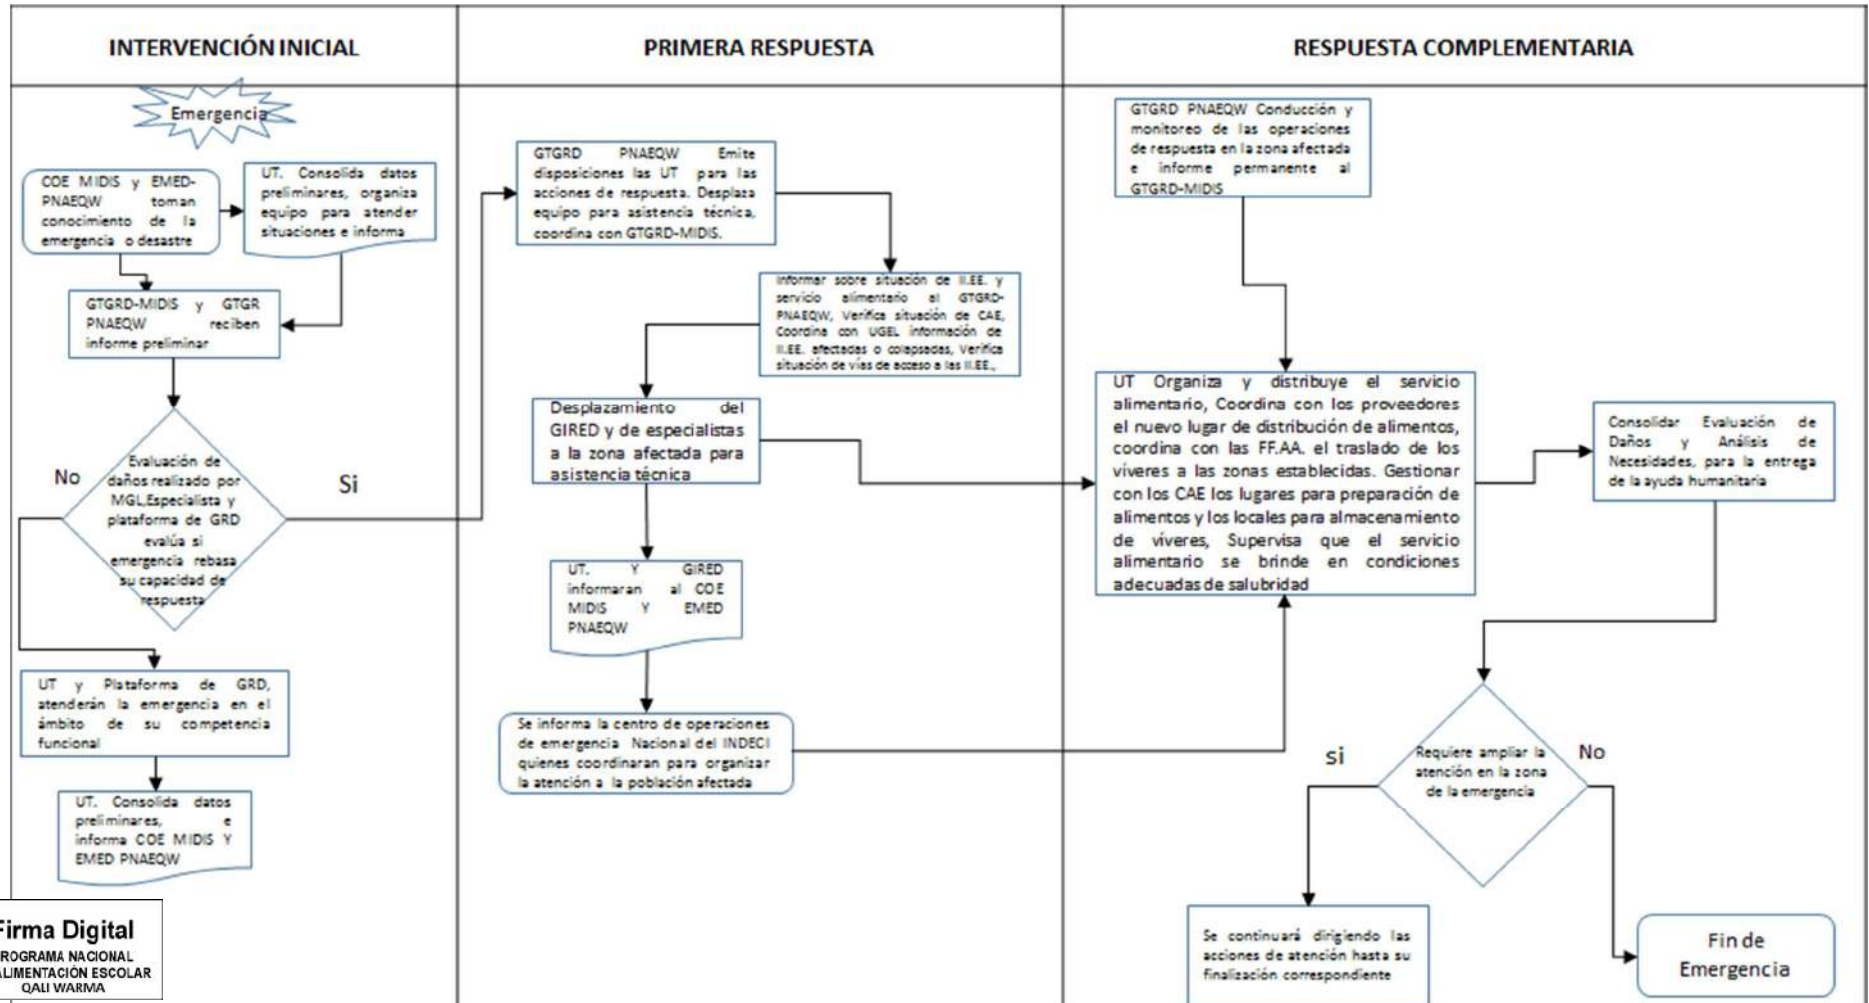 INTERVENCIÓN INICIAL
PRIMERA RESPUESTA
RESPUESTA COMPLEMENTARIA
Emergencia
COE MIDIS y EMED-
PNAEQW toman
conocimiento de la
emergencia o desastre
UT. Consolida datos
preliminares, organiza
equipo para atender
situaciones e informa
GTGRD-MIDIS y GTGR
PNAEQW reciben
informe preliminar
No
Si
Evaluación de
daños realizado por
MGL,Especialista y
plataforma de GRD
evalúa si
emergencia rebasa
su capacidad de
respuesta
UT y Plataforma de GRD,
atenderán la emergencia en el
ámbito de su competencia
funcional
UT. Consolida datos
preliminares, e
informa COE MIDIS Y
EMED PNAEQW
GTGRD PNAEQW Emite
disposiciones las UT para las
acciones de respuesta. Desplaza
equipo para asistencia técnica,
coordina con GTGRD-MIDIS.
Informar sobre situación de II.EE. y
servicio alimentario al GTGRD-
PNAEQW, Verifica situación de CAE,
Coordina con UGEL información de
II.EE. afectadas o colapsadas, Verifica
situación de vías de acceso a las II.EE.,
Desplazamiento del
GIRED y de especialistas
a la zona afectada para
asistencia técnica
UT. Y GIRED
informaran al COE
MIDIS Y EMED
PNAEQW
Se informa la centro de operaciones
de emergencia Nacional del INDECI
quienes coordinaran para organizar
la atención a la población afectada
GTGRD PNAEQW Conducción y
monitoreo de las operaciones
de respuesta en la zona afectada
e informe permanente al
GTGRD-MIDIS
UT Organiza y distribuye el servicio
alimentario, Coordina con los proveedores
el nuevo lugar de distribución de alimentos,
coordina con las FF.AA. el traslado de los
víveres a las zonas establecidas. Gestionar
con los CAE los lugares para preparación de
alimentos y los locales para almacenamiento
de víveres, Supervisa que el servicio
alimentario se brinde en condiciones
adecuadas de salubridad
Consolidar Evaluación de
Daños y Análisis de
Necesidades, para la entrega
de la ayuda humanitaria
si
Requiere ampliar la
atención en la zona
de la emergencia
No
Se continuará dirigiendo las
acciones de atención hasta su
finalización correspondiente
Fin de
Emergencia
Firma Digital
PROGRAMA NACIONAL
ALIMENTACIÓN ESCOLAR
QALI WARMA